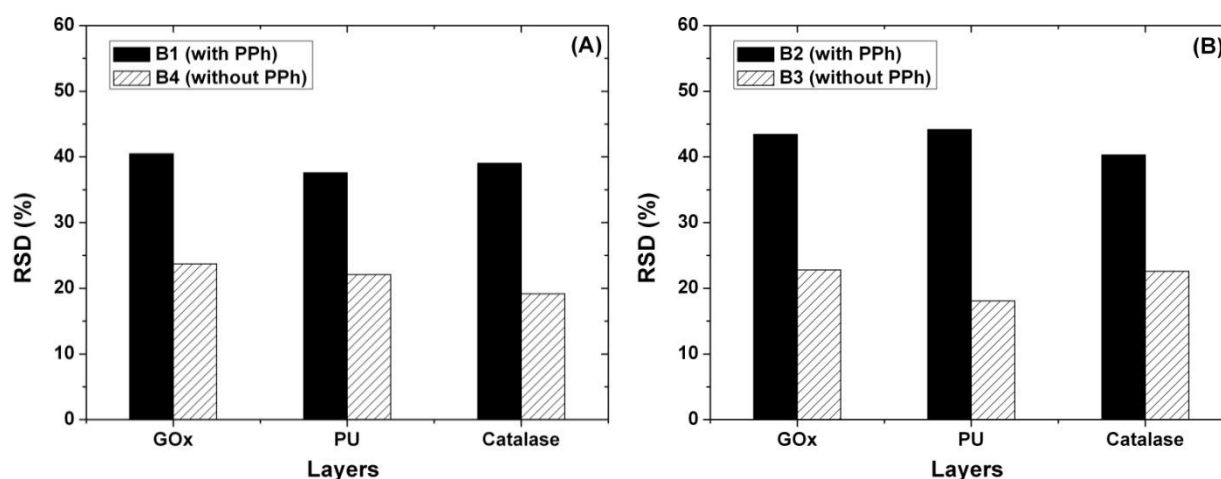 (A)
B1 (with PPh)
B4 (without PPh)
RSD (%)
60
50
40
30
20
10
0
GOx PU Catalase
Layers
(B)
B2 (with PPh)
B3 (without PPh)
RSD (%)
60
50
40
30
20
10
0
GOx PU Catalase
Layers